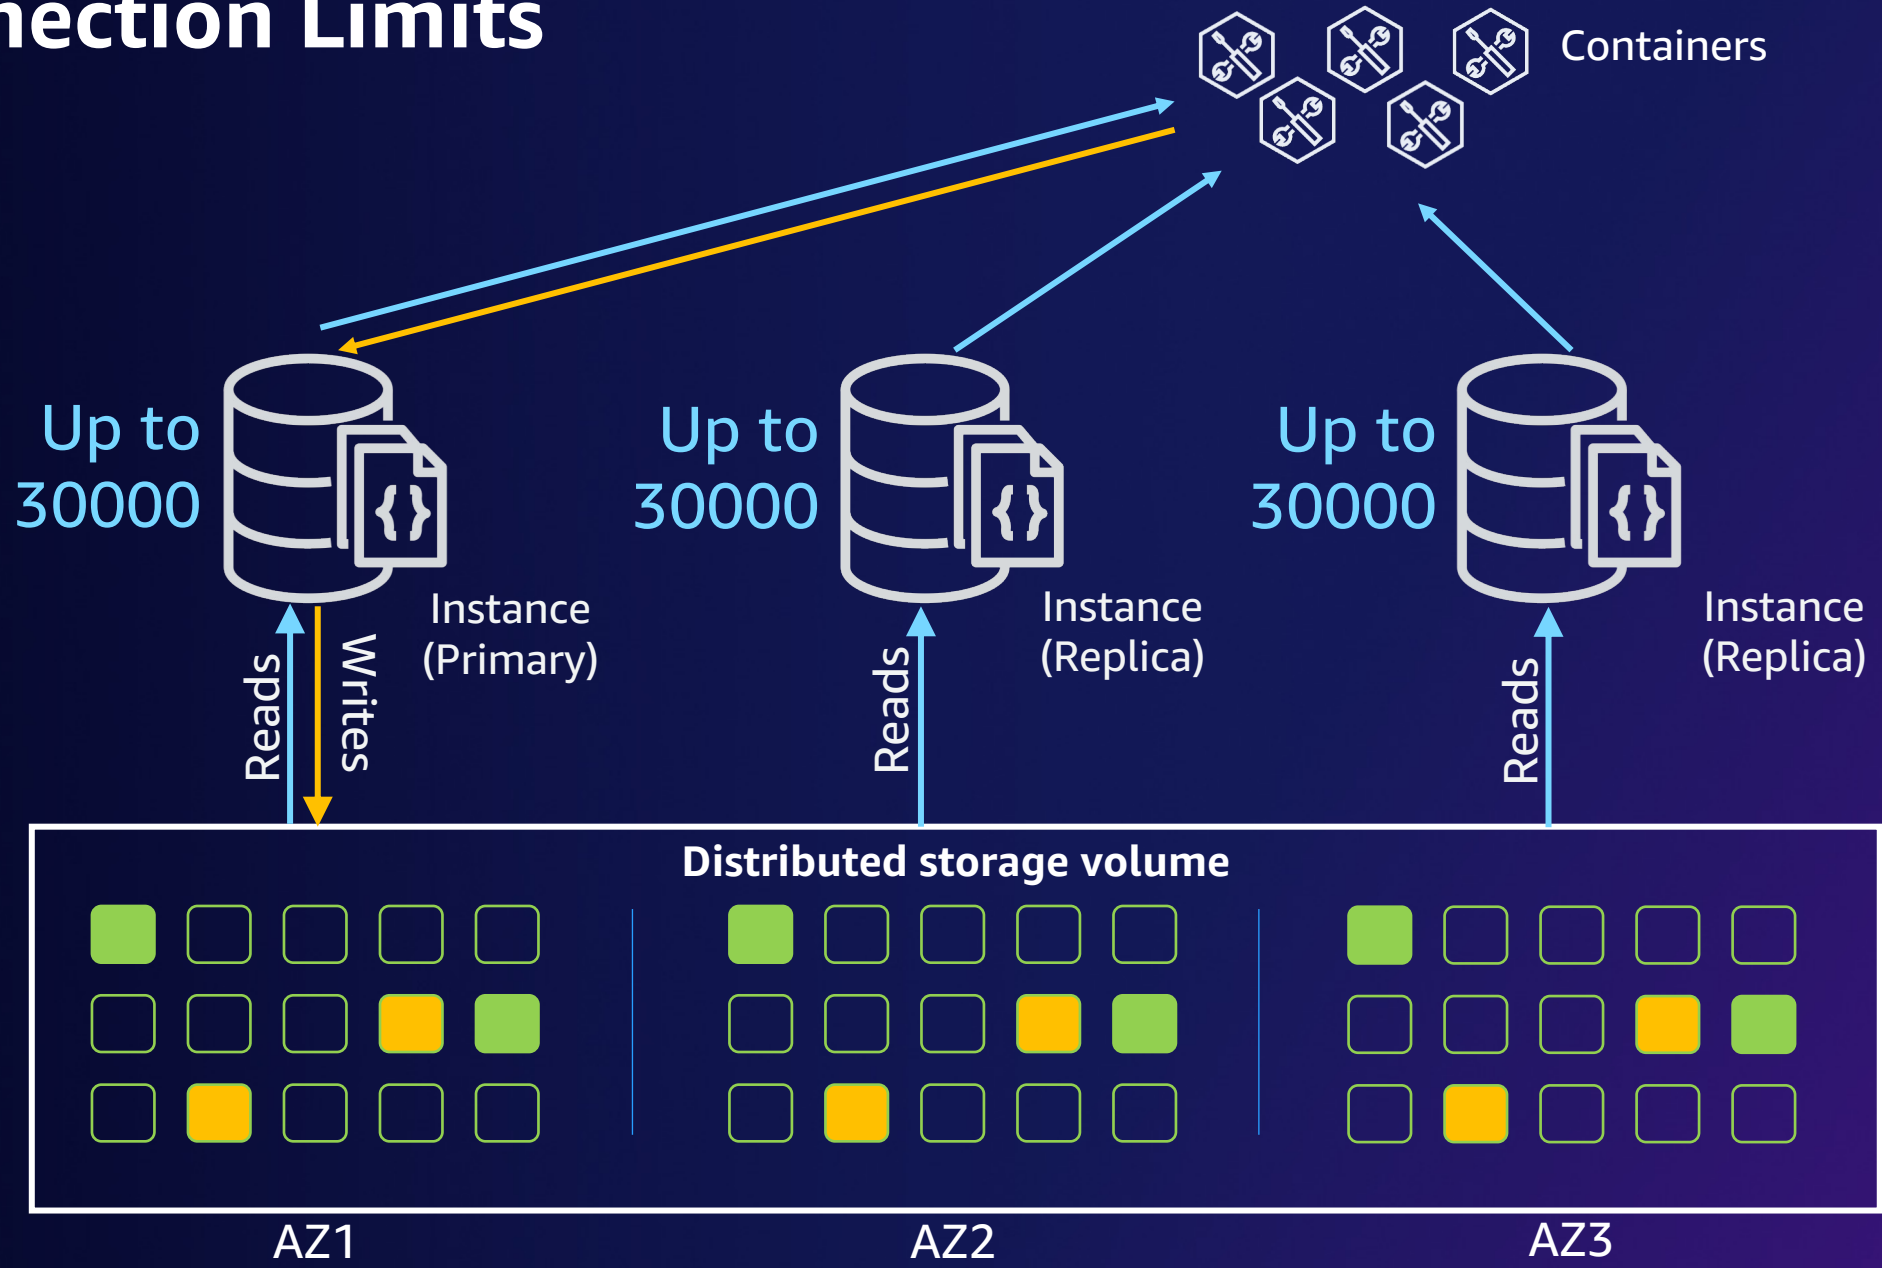 nection Limits
Containers
Up to
30000
Up to
30000
Up to
30000
Instance
(Primary)
Instance
(Replica)
Instance
(Replica)
Reads
Writes
Reads
Reads
Distributed storage volume
AZ1
AZ2
AZ3